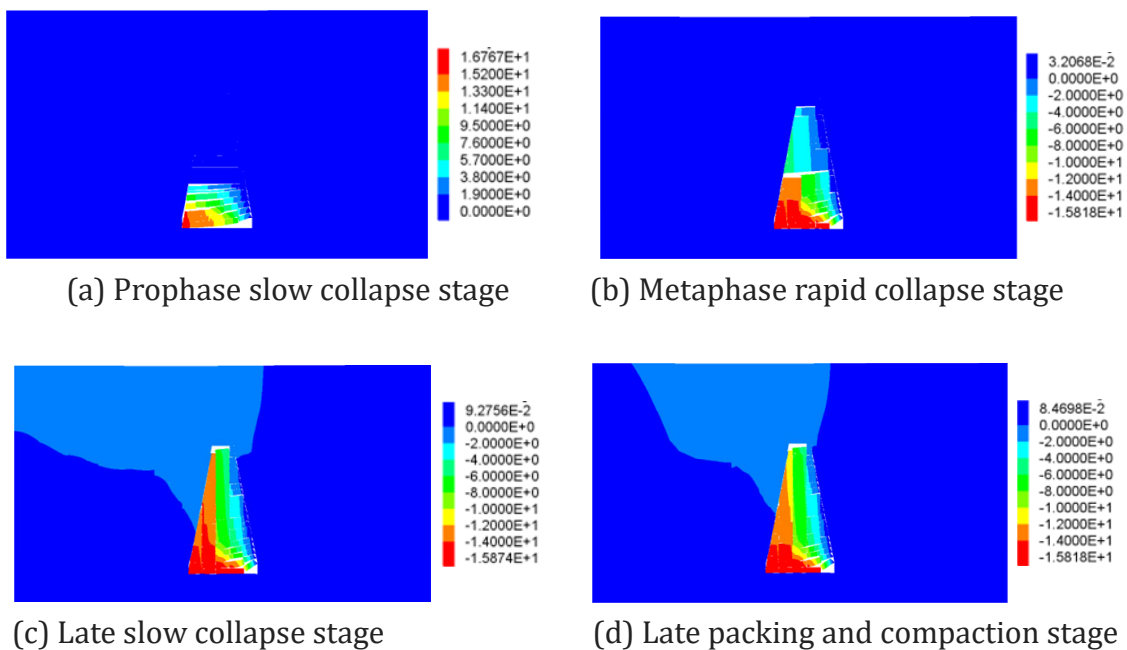 1.6767E+1
1.5200E+1
1.3300E+1
1.1400E+1
9.5000E+0
7.6000E+0
5.7000E+0
3.8000E+0
1.9000E+0
0.0000E+0
3.2068E-2
0.0000E+0
-2.0000E+0
-4.0000E+0
-6.0000E+0
-8.0000E+0
-1.0000E+1
-1.2000E+1
-1.4000E+1
-1.5818E+1
(a) Prophase slow collapse stage
(b) Metaphase rapid collapse stage
9.2756E-2
0.0000E+0
-2.0000E+0
-4.0000E+0
-6.0000E+0
-8.0000E+0
-1.0000E+1
-1.2000E+1
-1.4000E+1
-1.5874E+1
8.4698E-2
0.0000E+0
-2.0000E+0
-4.0000E+0
-6.0000E+0
-8.0000E+0
-1.0000E+1
-1.2000E+1
-1.4000E+1
-1.5818E+1
(c) Late slow collapse stage
(d) Late packing and compaction stage